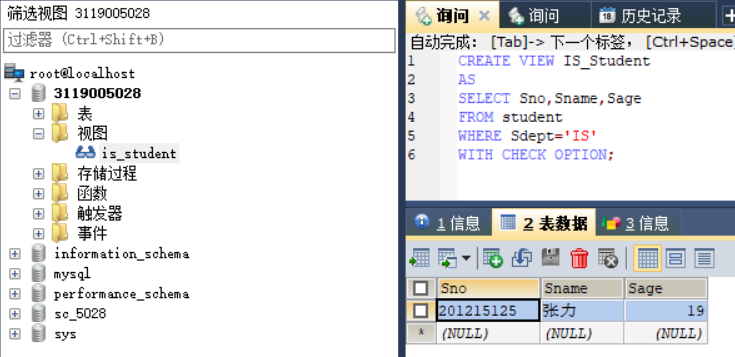 筛选视图 3119005028
过滤器 (Ctrl+Shift+B)
root@localhost
3119005028
表
视图
is_student
存储过程
函数
触发器
事件
information_schema
mysql
performance_schema
sc_5028
sys
询问 询问 历史记录
自动完成: [Tab]-> 下一个标签, [Ctrl+Space]
1 CREATE VIEW IS_Student
2 AS
3 SELECT Sno,Sname,Sage
4 FROM student
5 WHERE Sdept='IS'
6 WITH CHECK OPTION;
1 信息 2 表数据 3 信息
Sno Sname Sage
201215125 张力 19
* (NULL) (NULL) (NULL)